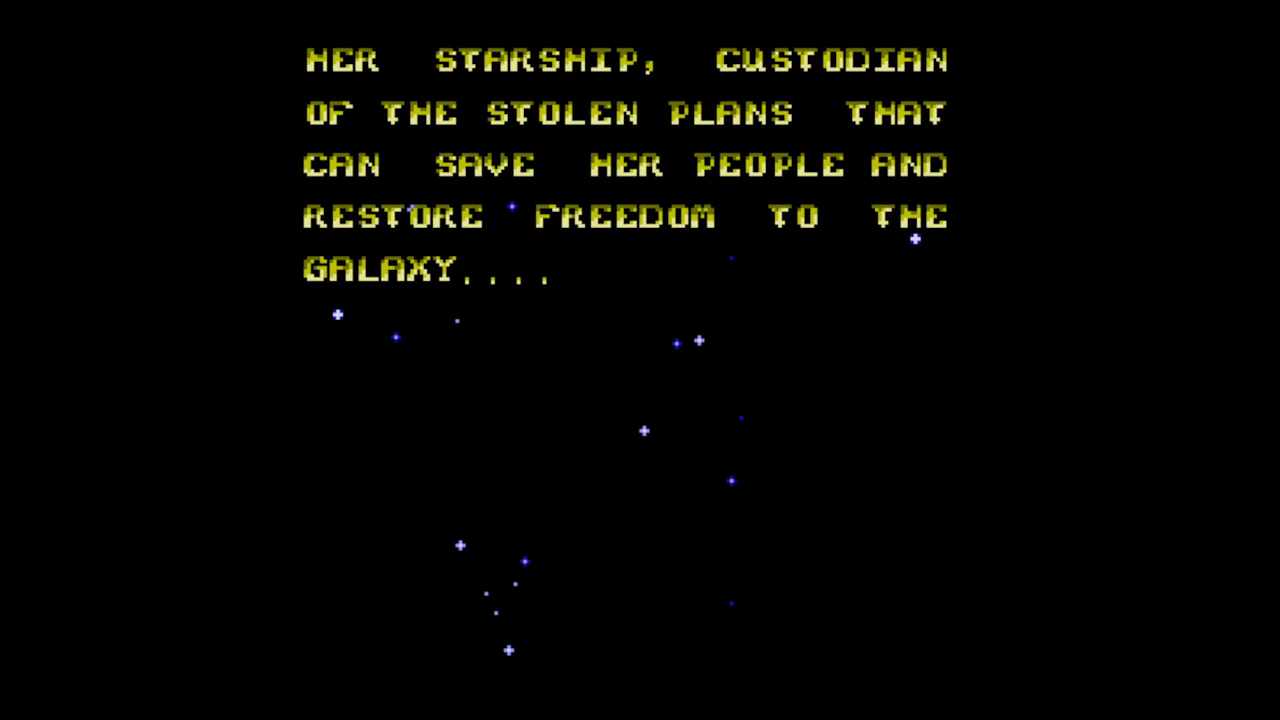 HER STARSHIP, CUSTODIAN
OF THE STOLEN PLANS THAT
CAN SAVE HER PEOPLE AND
RESTORE FREEDOM TO THE
GALAXY....